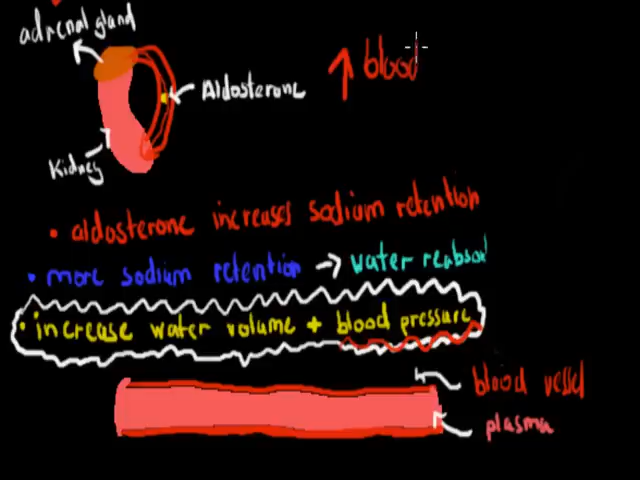 adrenal gland
↑ blood
Aldosterone
Kidney
• aldosterone increases sodium retention
• more sodium retention → water reabsor
• increase water volume + blood pressure
blood vessel
plasma